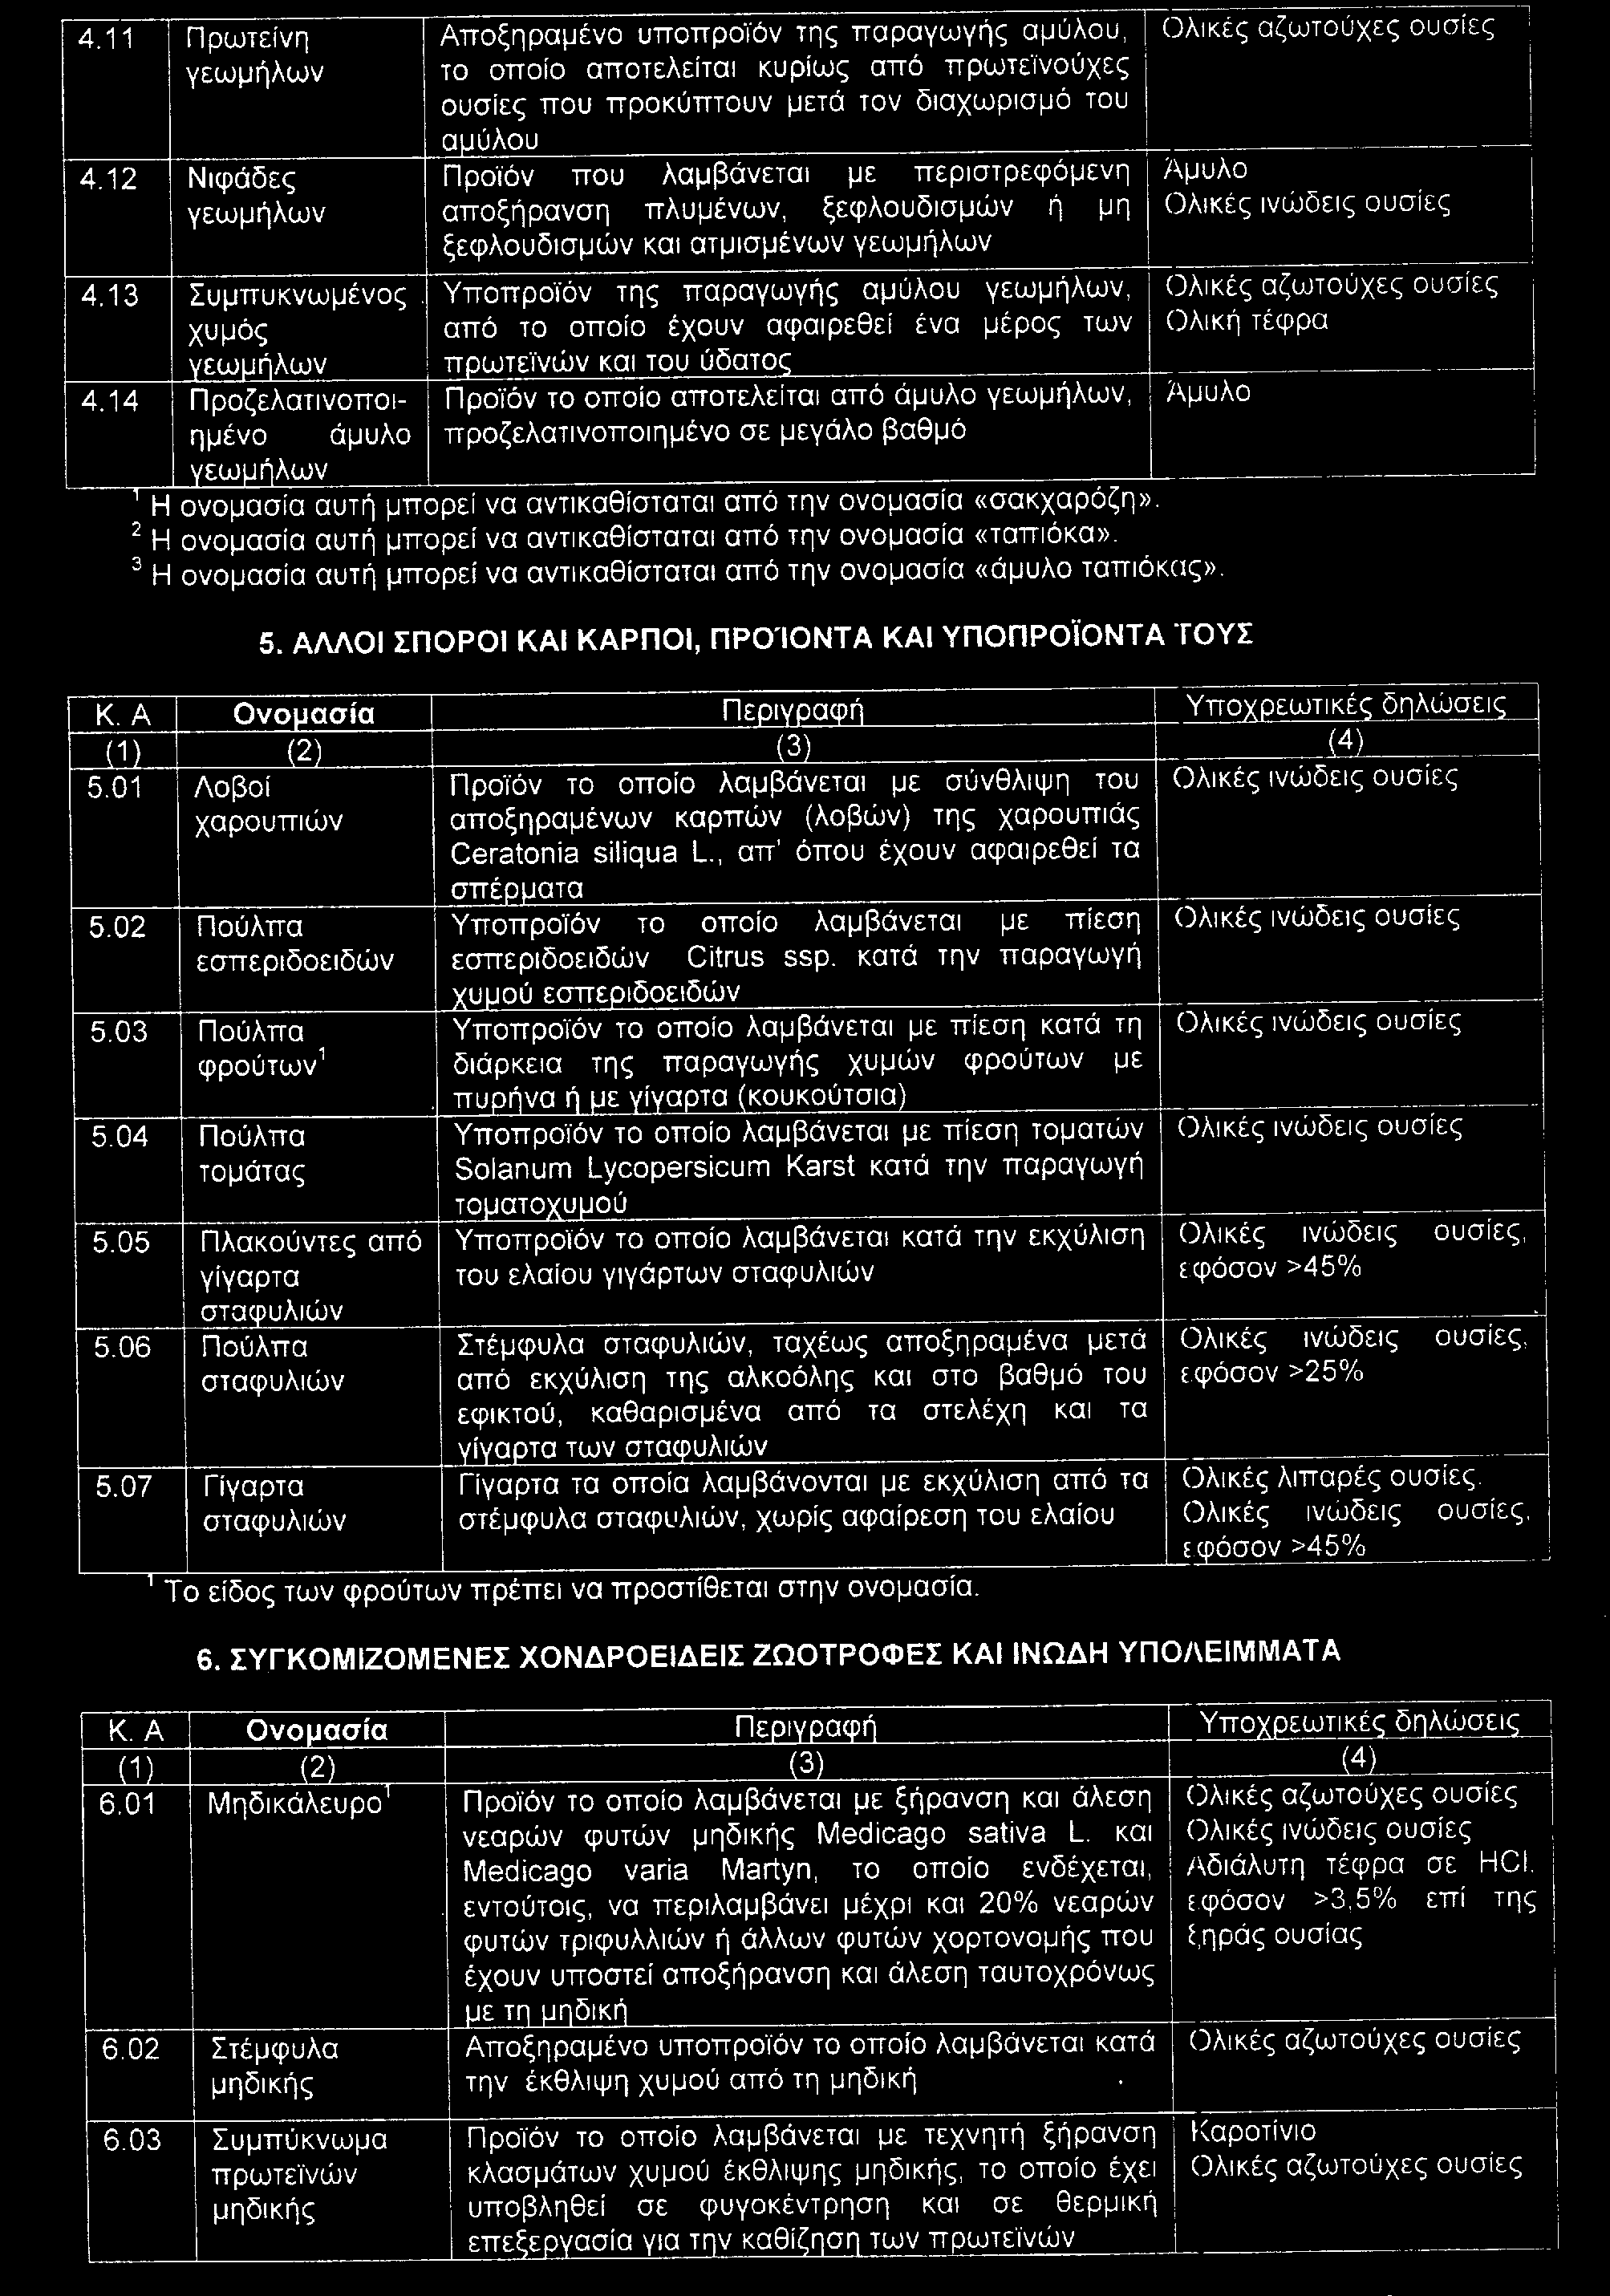 4.11 Πρωτεΐνη Αποξηραμένο υποπροϊόν της παραγωγής αμύλου, Ολικές αζωτούχες ουσίες
γεωμήλων το οποίο αποτελείται κυρίως από πρωτεϊνούχες
ουσίες που προκύπτουν μετά τον διαχωρισμό του
αμύλου
4.12 Νιφάδες Προϊόν που λαμβάνεται με περιστρεφόμενη Άμυλο
γεωμήλων αποξήρανση πλυμένων, ξεφλουδισμών ή μη Ολικές ινώδεις ουσίες
ξεφλουδισμών και ατμισμένων γεωμήλων
4.13 Συμπυκνωμένος Υποπροϊόν της παραγωγής αμύλου γεωμήλων, Ολικές αζωτούχες ουσίες
χυμός από το οποίο έχουν αφαιρεθεί ένα μέρος των Ολική τέφρα
γεωμήλων πρωτεϊνών και του ύδατος
4.14 Προζελατινοποι- Προϊόν το οποίο αποτελείται από άμυλο γεωμήλων, Άμυλο
ημένο άμυλο προζελατινοποιημένο σε μεγάλο βαθμό
γεωμήλων
1 Η ονομασία αυτή μπορεί να αντικαθίσταται από την ονομασία «σακχαρόζη».
2 Η ονομασία αυτή μπορεί να αντικαθίσταται από την ονομασία «ταπιόκα».
3 Η ονομασία αυτή μπορεί να αντικαθίσταται από την ονομασία «άμυλο ταπιόκας».
5. ΑΛΛΟΙ ΣΠΟΡΟΙ ΚΑΙ ΚΑΡΠΟΙ, ΠΡΟΪΟΝΤΑ ΚΑΙ ΥΠΟΠΡΟΪΟΝΤΑ ΤΟΥΣ
Κ. Α Ονομασία Περιγραφή Υποχρεωτικές δηλώσεις
(1) (2) (3) (4)
5.01 Λοβοί Προϊόν το οποίο λαμβάνεται με σύνθλιψη του Ολικές ινώδεις ουσίες
χαρουπιών αποξηραμένων καρπών (λοβών) της χαρουπιάς
Ceratonia siliqua L., απ' όπου έχουν αφαιρεθεί τα
σπέρματα
5.02 Πούλπα Υποπροϊόν το οποίο λαμβάνεται με πίεση Ολικές ινώδεις ουσίες
εσπεριδοειδών εσπεριδοειδών Citrus ssp. κατά την παραγωγή
χυμού εσπεριδοειδών
5.03 Πούλπα Υποπροϊόν το οποίο λαμβάνεται με πίεση κατά τη Ολικές ινώδεις ουσίες
φρούτων1 διάρκεια της παραγωγής χυμών φρούτων με
πυρήνα ή με γίγαρτα (κουκούτσια)
5.04 Πούλπα Υποπροϊόν το οποίο λαμβάνεται με πίεση τοματών Ολικές ινώδεις ουσίες
τομάτας Solanum Lycopersicum Karst κατά την παραγωγή
τοματοχυμού
5.05 Πλακούντες από Υποπροϊόν το οποίο λαμβάνεται κατά την εκχύλιση Ολικές ινώδεις ουσίες,
γίγαρτα του ελαίου γιγάρτων σταφυλιών εφόσον >45%
σταφυλιών
5.06 Πούλπα Στέμφυλα σταφυλιών, ταχέως αποξηραμένα μετά Ολικές ινώδεις ουσίες,
σταφυλιών από εκχύλιση της αλκοόλης και στο βαθμό του εφόσον >25%
εφικτού, καθαρισμένα από τα στελέχη και τα
γίγαρτα των σταφυλιών
5.07 Γίγαρτα Γίγαρτα τα οποία λαμβάνονται με εκχύλιση από τα Ολικές λιπαρές ουσίες.
σταφυλιών στέμφυλα σταφυλιών, χωρίς αφαίρεση του ελαίου Ολικές ινώδεις ουσίες,
εφόσον >45%
1 Το είδος των φρούτων πρέπει να προστίθεται στην ονομασία.
6. ΣΥΓΚΟΜΙΖΟΜΕΝΕΣ ΧΟΝΔΡΟΕΙΔΕΙΣ ΖΩΟΤΡΟΦΕΣ ΚΑΙ ΙΝΩΔΗ ΥΠΟΛΕΙΜΜΑΤΑ
Κ. Α Ονομασία Περιγραφή Υποχρεωτικές δηλώσεις
(1) (2) (3) (4)
6.01 Μηδικάλευρο1 Προϊόν το οποίο λαμβάνεται με ξήρανση και άλεση Ολικές αζωτούχες ουσίες
νεαρών φυτών μηδικής Medicago sativa L. και Ολικές ινώδεις ουσίες
Medicago varia Martyn, το οποίο ενδέχεται, Αδιάλυτη τέφρα σε HCl.
εντούτοις, να περιλαμβάνει μέχρι και 20% νεαρών εφόσον >3,5% επί της
φυτών τριφυλλιών ή άλλων φυτών χορτονομής που ξηράς ουσίας
έχουν υποστεί αποξήρανση και άλεση ταυτοχρόνως
με τη μηδική
6.02 Στέμφυλα Αποξηραμένο υποπροϊόν το οποίο λαμβάνεται κατά Ολικές αζωτούχες ουσίες
μηδικής την έκθλιψη χυμού από τη μηδική
6.03 Συμπύκνωμα Προϊόν το οποίο λαμβάνεται με τεχνητή ξήρανση Καροτίνιο
πρωτεϊνών κλασμάτων χυμού έκθλιψης μηδικής, το οποίο έχει Ολικές αζωτούχες ουσίες
μηδικής υποβληθεί σε φυγοκέντρηση και σε θερμική
επεξεργασία για την καθίζηση των πρωτεϊνών